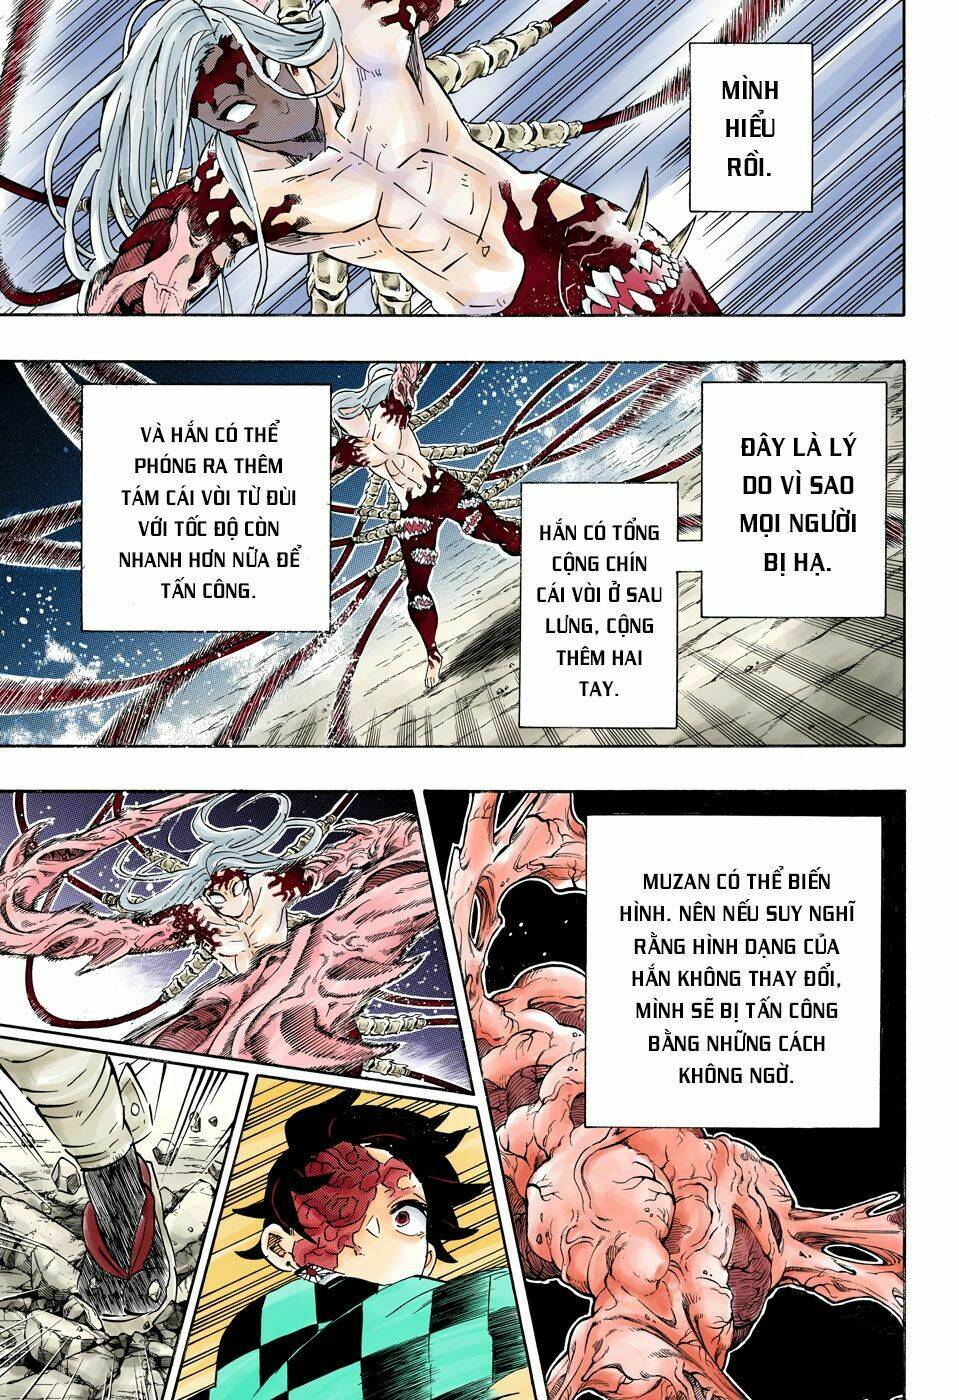 MÌNH
HIỂU
RỒI.
ĐÂY LÀ LÝ
DO VÌ SAO
MỌI NGƯỜI
BỊ HẠ.
HẮN CÓ TỔNG
CỘNG CHÍN
CÁI VÒI Ở SAU
LƯNG, CỘNG
THÊM HAI
TAY.
VÀ HẮN CÓ THỂ
PHÓNG RA THÊM
TÁM CÁI VÒI TỪ ĐÙI
VỚI TỐC ĐỘ CÒN
NHANH HƠN NỮA ĐỂ
TẤN CÔNG.
MUZAN CÓ THỂ BIẾN
HÌNH. NÊN NẾU SUY NGHĨ
RẰNG HÌNH DẠNG CỦA
HẮN KHÔNG THAY ĐỔI,
MÌNH SẼ BỊ TẤN CÔNG
BẰNG NHỮNG CÁCH
KHÔNG NGỜ.